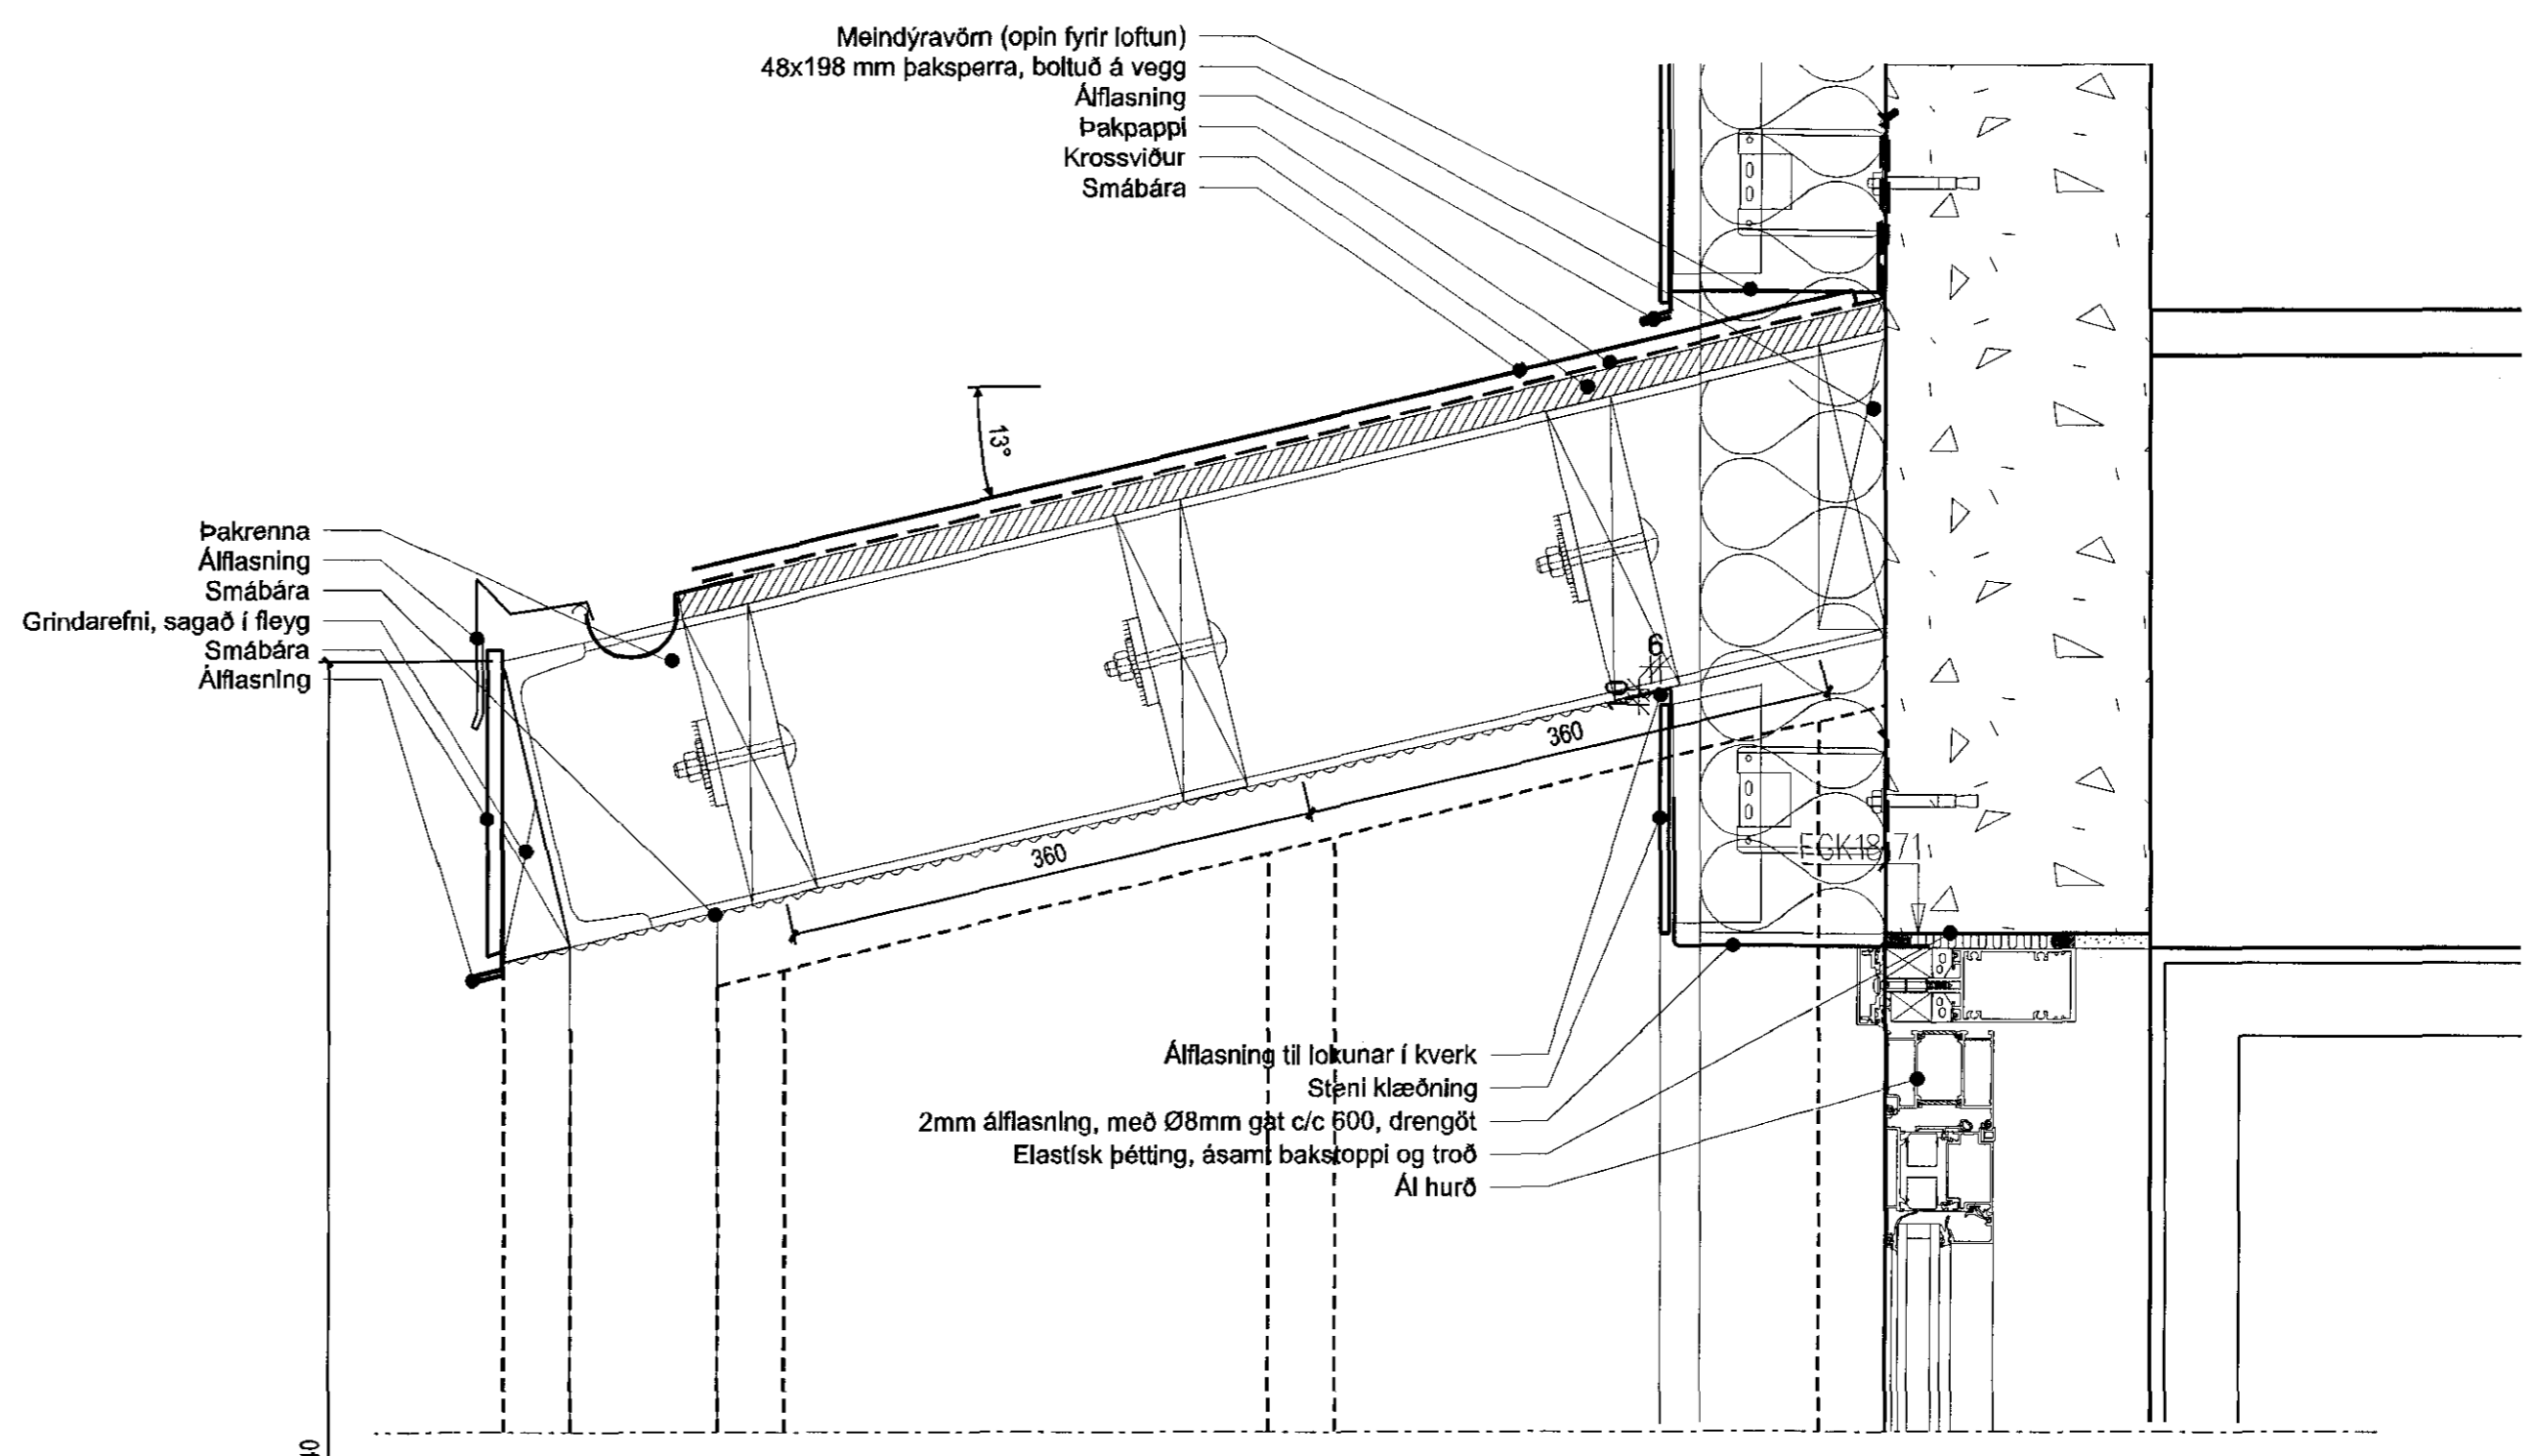 Meindýravörn (opin fyrir loftun)
48x198 mm þaksperra, boltuð á vegg
Álflasning
Þakpappi
Krossviður
Smábára
13°
Þakrenna
Álflasning
Smábára
Grindarefni, sagað í fleyg
Smábára
Álflasning
6
360
360
Álflasning til lokunar í kverk
Steni klæðning
2mm álflasning, með Ø8mm gat c/c 600, drengöt
Elastísk þétting, ásamt bakstoppi og troð
Ál hurð